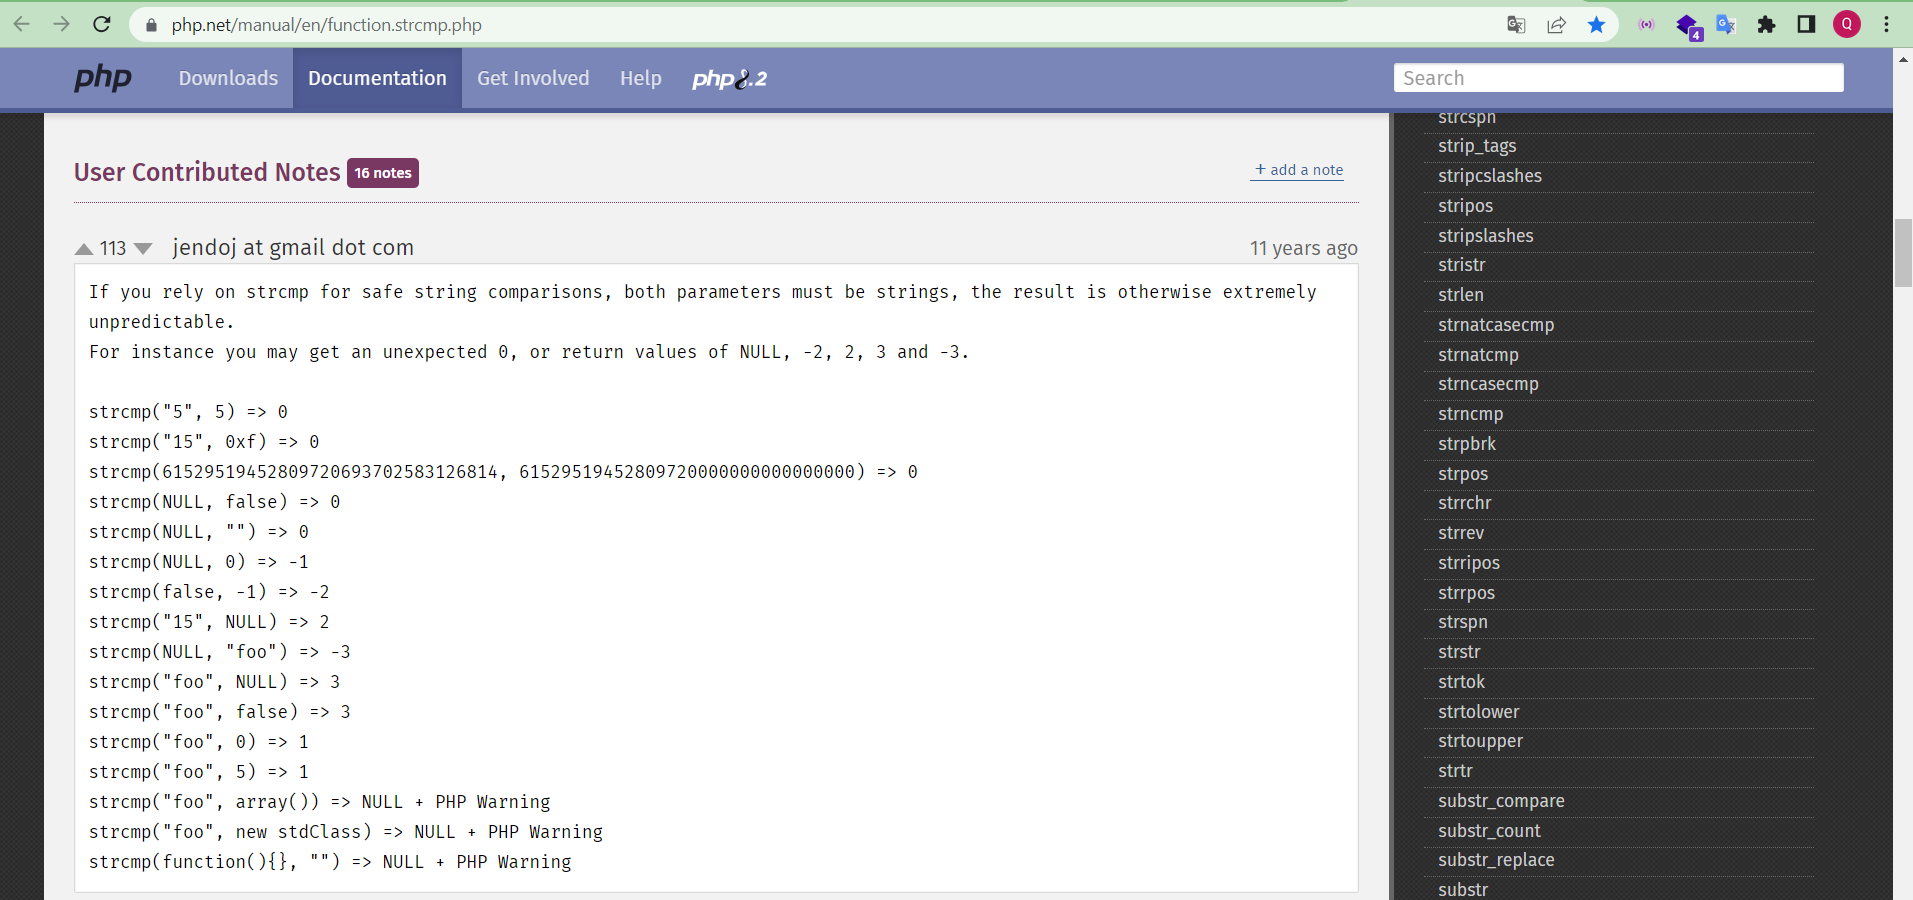 php.net/manual/en/function.strcmp.php
4
Q
php
Downloads
Documentation
Get Involved
Help
php8.2
Search
User Contributed Notes 16 notes
+ add a note
113 jendoj at gmail dot com
11 years ago
If you rely on strcmp for safe string comparisons, both parameters must be strings, the result is otherwise extremely
unpredictable.
For instance you may get an unexpected 0, or return values of NULL, -2, 2, 3 and -3.
strcmp("5", 5) => 0
strcmp("15", 0xf) => 0
strcmp(61529519452809720693702583126814, 61529519452809720000000000000000) => 0
strcmp(NULL, false) => 0
strcmp(NULL, "") => 0
strcmp(NULL, 0) => -1
strcmp(false, -1) => -2
strcmp("15", NULL) => 2
strcmp(NULL, "foo") => -3
strcmp("foo", NULL) => 3
strcmp("foo", false) => 3
strcmp("foo", 0) => 1
strcmp("foo", 5) => 1
strcmp("foo", array()) => NULL + PHP Warning
strcmp("foo", new stdClass) => NULL + PHP Warning
strcmp(function(){}, "") => NULL + PHP Warning
strcspn
strip_tags
stripcslashes
stripos
stripslashes
stristr
strlen
strnatcasecmp
strnatcmp
strncasecmp
strncmp
strpbrk
strpos
strrchr
strrev
strripos
strrpos
strspn
strstr
strtok
strtolower
strtoupper
strtr
substr_compare
substr_count
substr_replace
substr